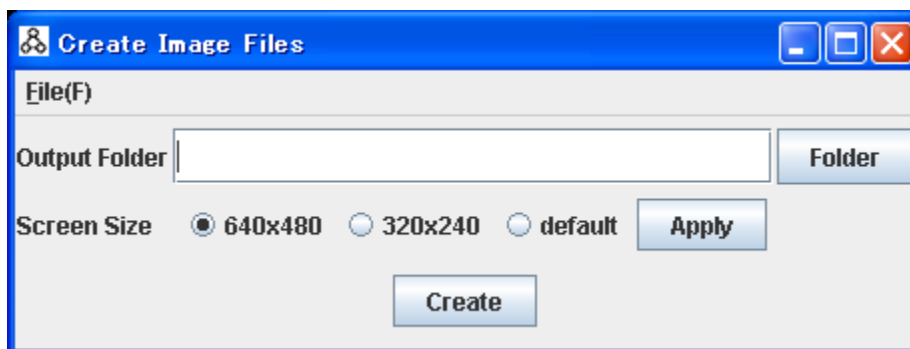 Create Image Files
File(F)
Output Folder Folder
Screen Size 640x480 320x240 default Apply
Create